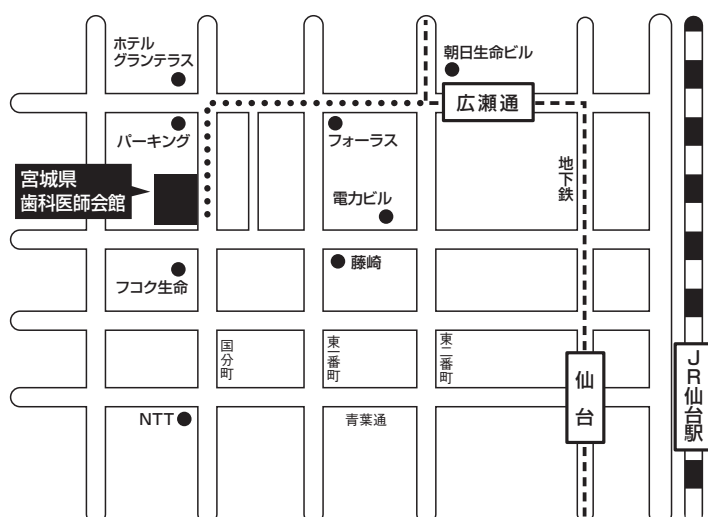 ホテル
グランテラス
朝日生命ビル
広瀬通
パーキング
フォーラス
地下鉄
宮城県
歯科医師会館
電力ビル
藤崎
フコク生命
国分町
東一番町
東二番町
仙台
JR仙台駅
NTT
青葉通